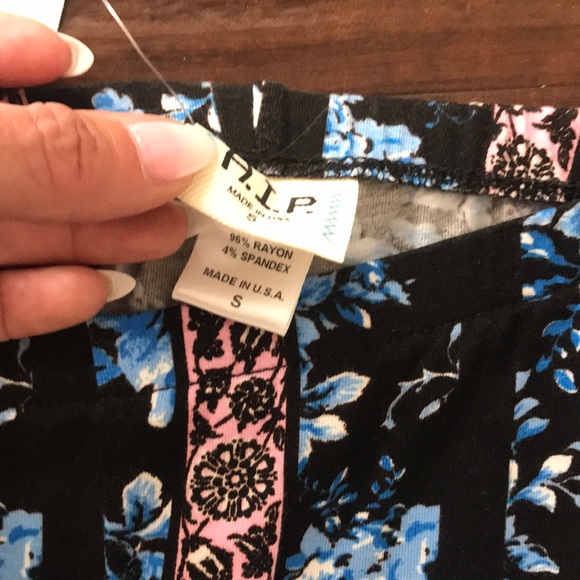 A.I.P.
MADE IN USA
S
96% RAYON
4% SPANDEX
MADE IN U.S.A.
S